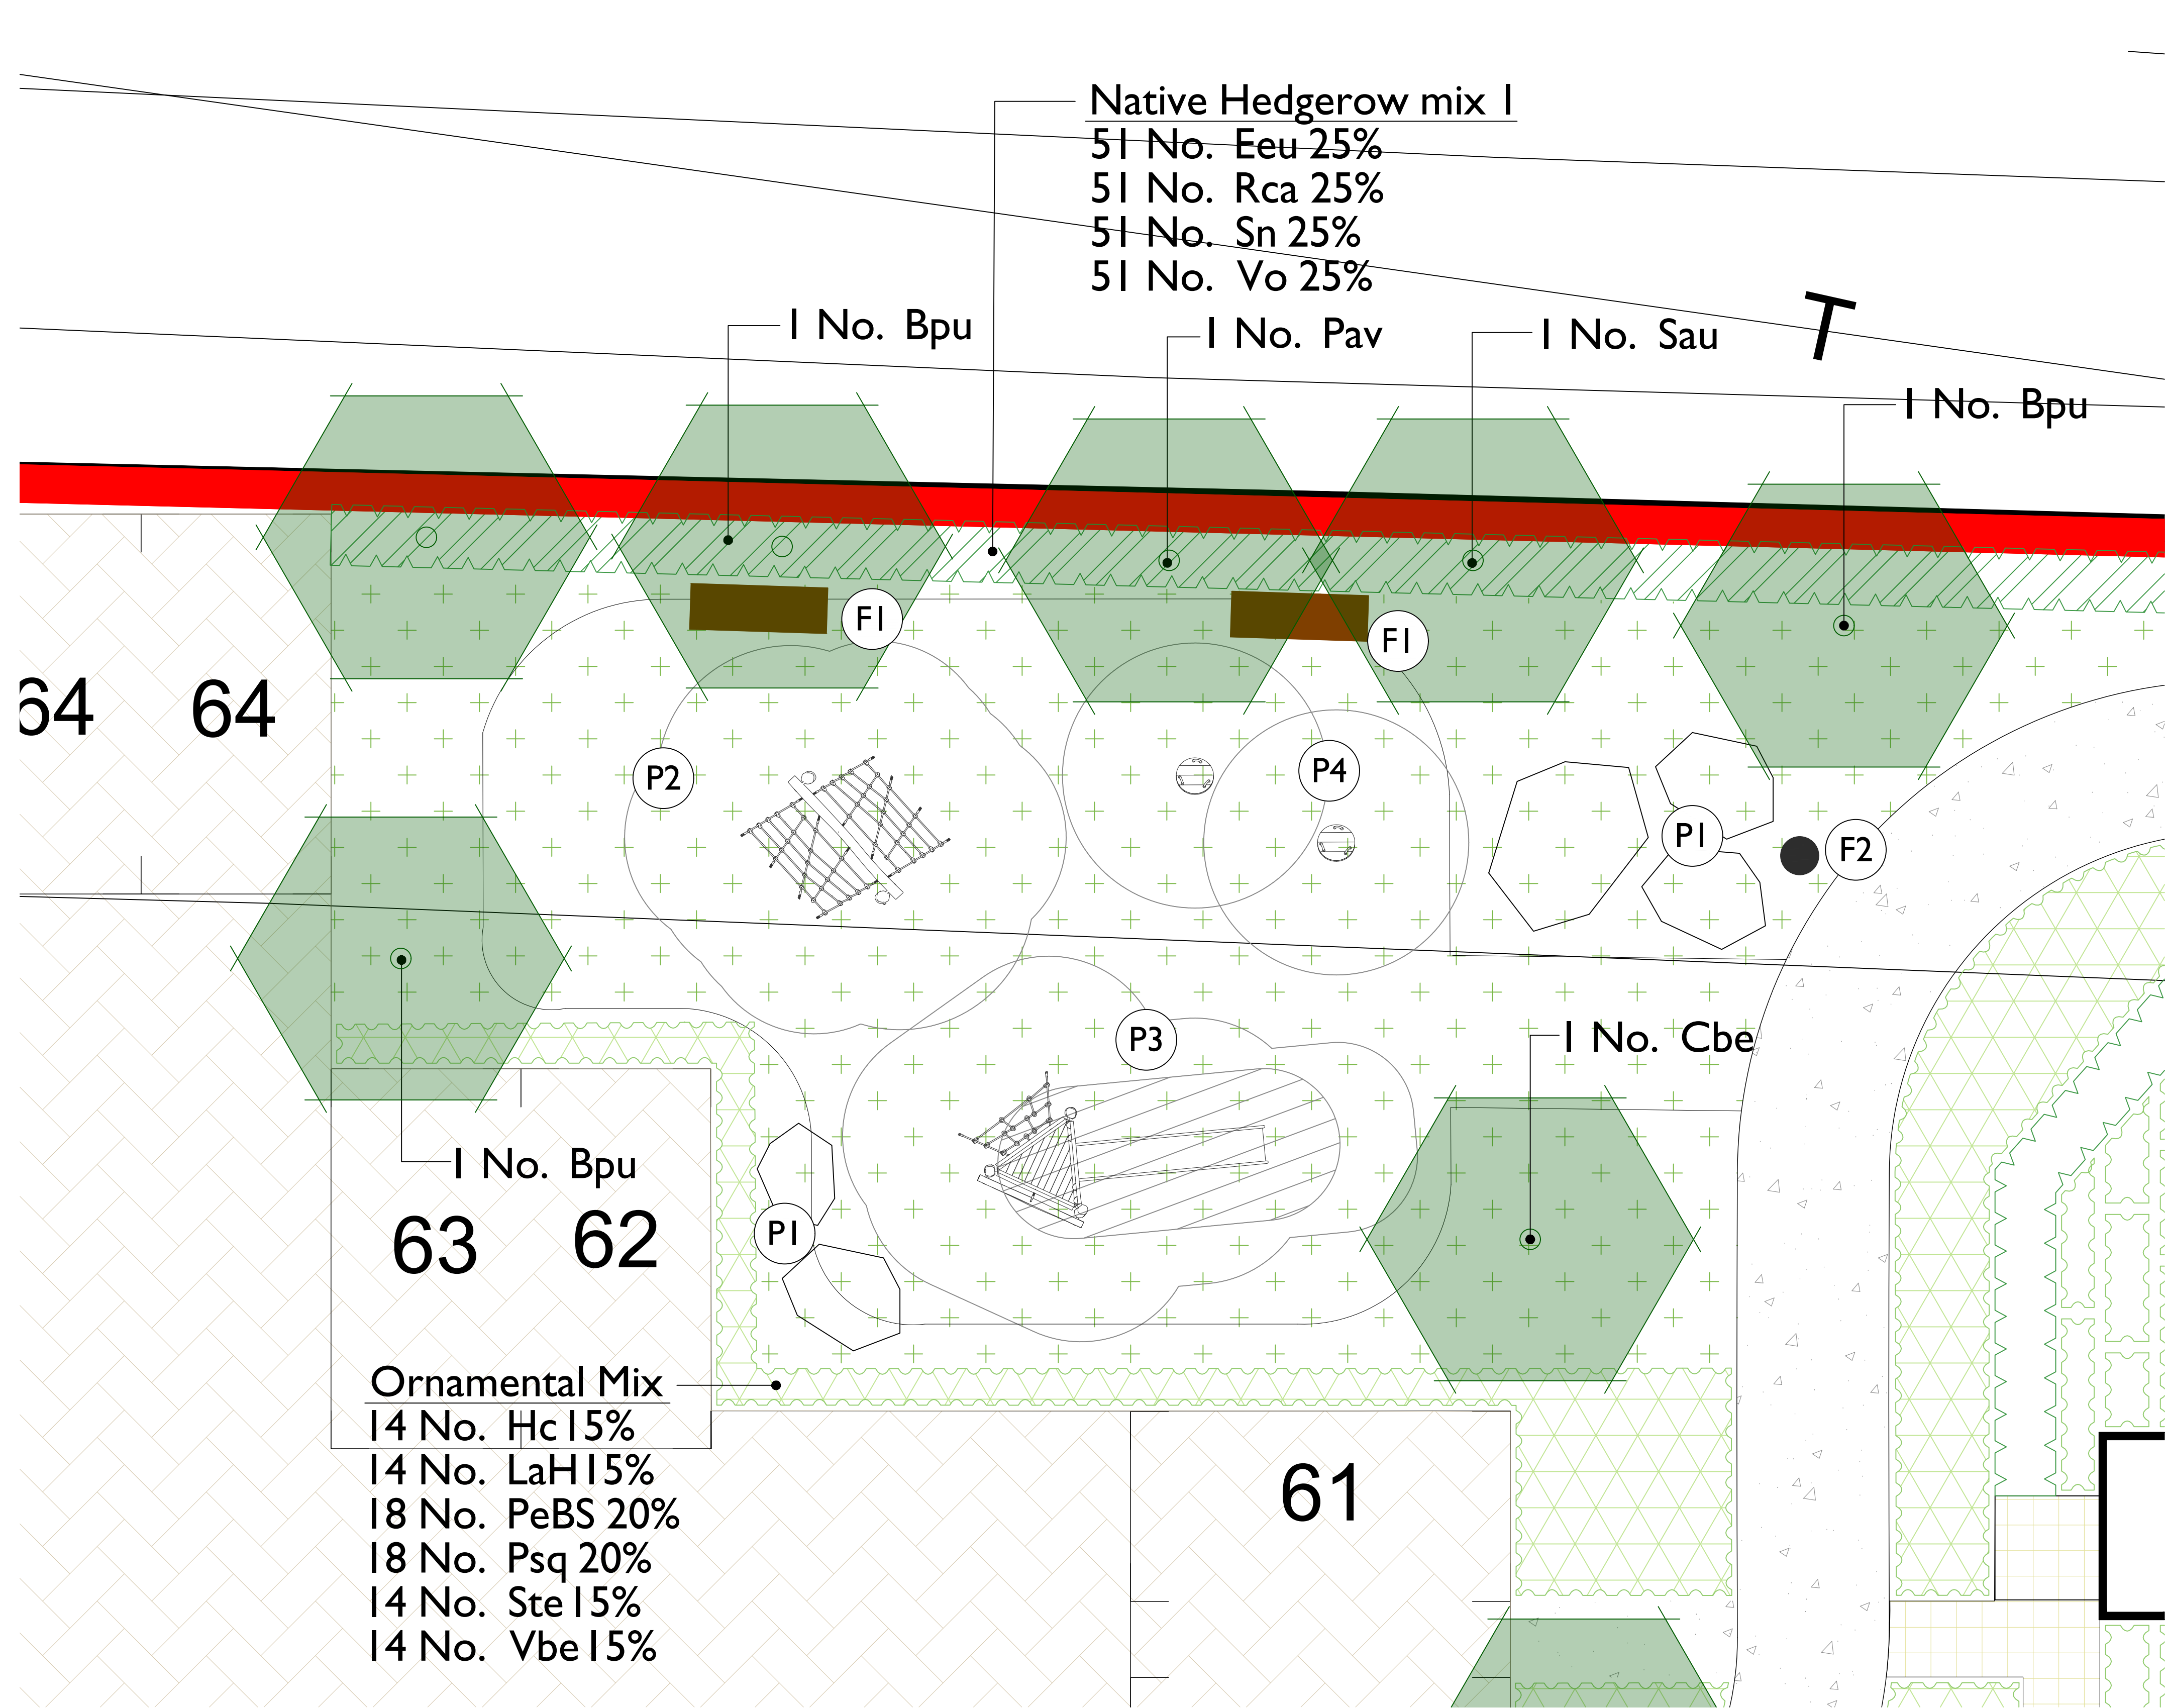 Native Hedgerow mix 1
51 No. Eeu 25%
51 No. Rca 25%
51 No. Sn 25%
51 No. Vo 25%
1 No. Bpu
1 No. Pav
1 No. Sau
T
1 No. Bpu
F1
F1
64
64
P2
P4
P1
F2
P3
1 No. Cbe
1 No. Bpu
63
62
P1
Ornamental Mix
14 No. Hc 15%
14 No. LaH 15%
18 No. PeBS 20%
18 No. Psq 20%
14 No. Ste 15%
14 No. Vbe 15%
61